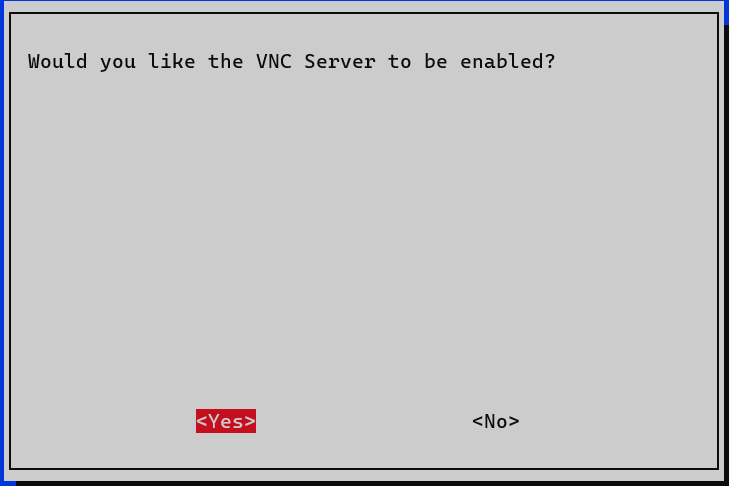 Would you like the VNC Server to be enabled?
<Yes> <No>